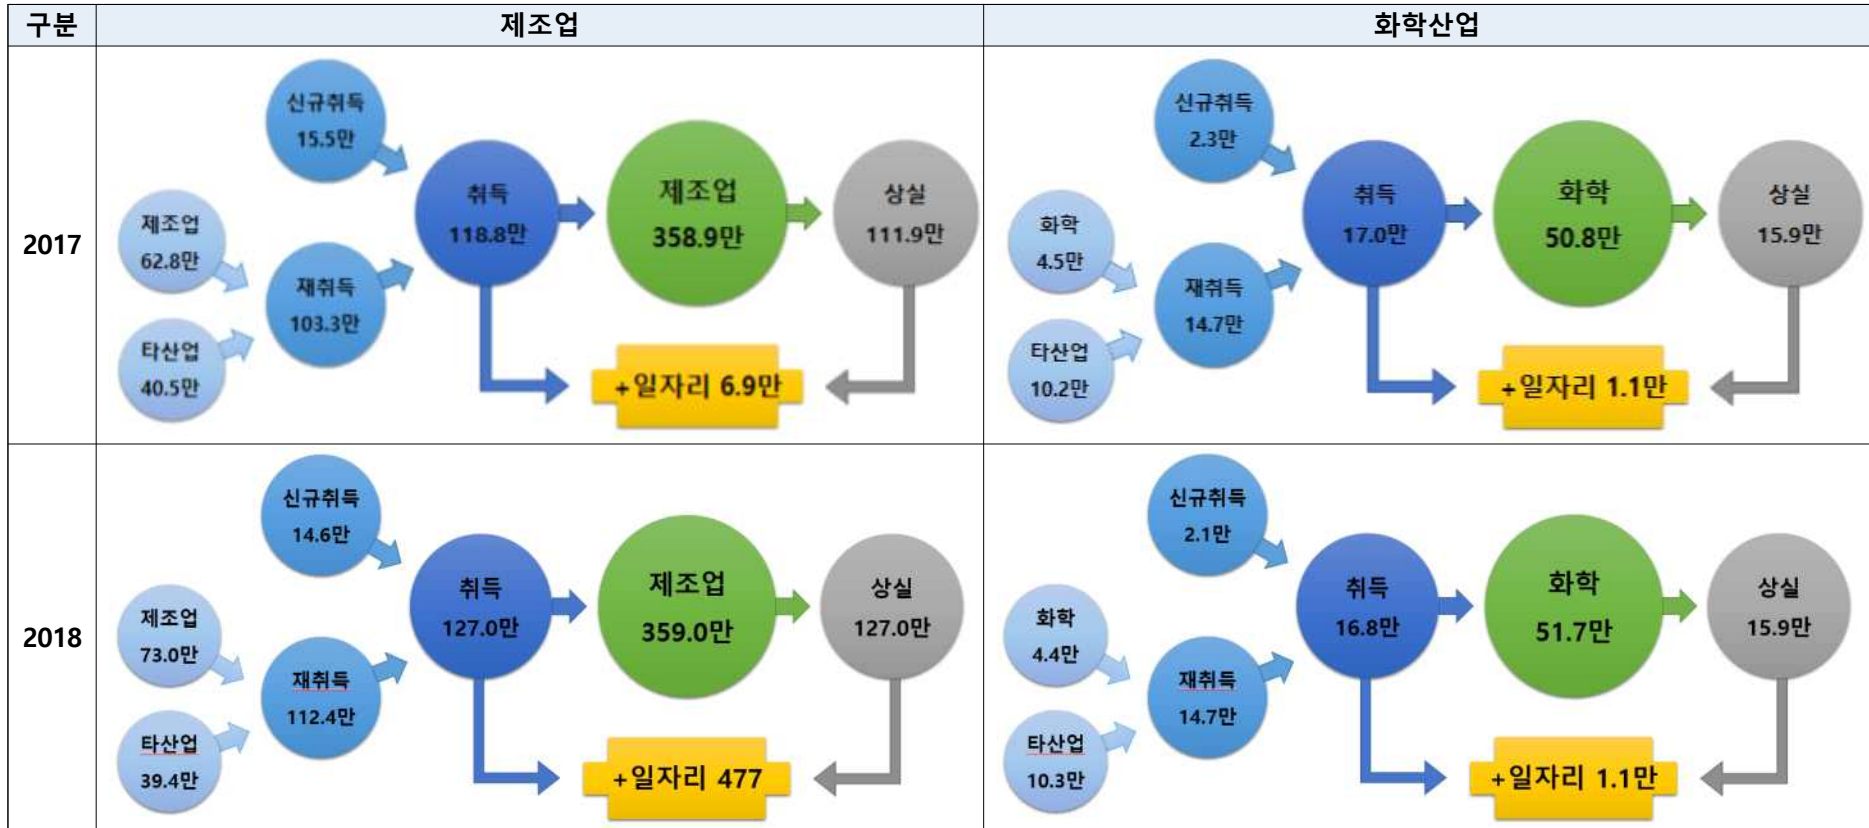 구분
제조업
화학산업
2017
신규취득
15.5만
제조업
62.8만
타산업
40.5만
재취득
103.3만
취득
118.8만
제조업
358.9만
상실
111.9만
+일자리 6.9만
신규취득
2.3만
화학
4.5만
타산업
10.2만
재취득
14.7만
취득
17.0만
화학
50.8만
상실
15.9만
+일자리 1.1만
2018
신규취득
14.6만
제조업
73.0만
타산업
39.4만
재취득
112.4만
취득
127.0만
제조업
359.0만
상실
127.0만
+일자리 477
신규취득
2.1만
화학
4.4만
타산업
10.3만
재취득
14.7만
취득
16.8만
화학
51.7만
상실
15.9만
+일자리 1.1만